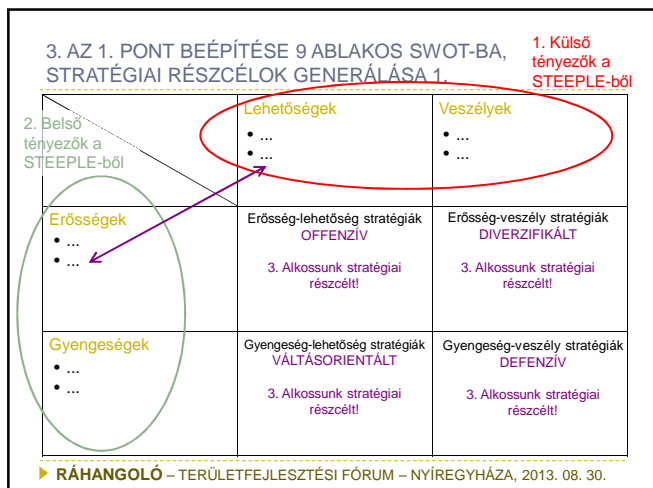 3. AZ 1. PONT BEÉPÍTÉSE 9 ABLAKOS SWOT-BA,
STRATÉGIAI RÉSZCÉLOK GENERÁLÁSA 1.
1. Külső
tényezők a
STEEPLE-ből
2. Belső
tényezők a
STEEPLE-ből
Lehetőségek
• ...
• ...
Veszélyek
• ...
• ...
Erősségek
• ...
• ...
Erősség-lehetőség stratégiák
OFFENZÍV
3. Alkossunk stratégiai
részcélt!
Erősség-veszély stratégiák
DIVERZIFIKÁLT
3. Alkossunk stratégiai
részcélt!
Gyengeségek
• ...
• ...
Gyengeség-lehetőség stratégiák
VÁLTÁSORIENTÁLT
3. Alkossunk stratégiai
részcélt!
Gyengeség-veszély stratégiák
DEFENZÍV
3. Alkossunk stratégiai
részcélt!
RÁHANGOLÓ – TERÜLETFEJLESZTÉSI FÓRUM – NYÍREGYHÁZA, 2013. 08. 30.